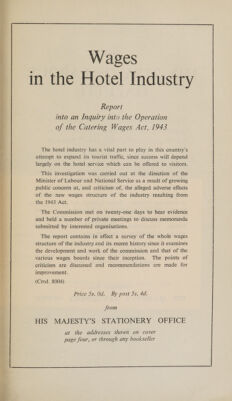 Wages
in the Hotel Industry
Report
into an Inquiry into the Operation
of the Catering Wages Act, 1943
The hotel industry has a vital part to play in this country's
attempt to expand its tourist traffic, since success will depend
largely on the hotel service which can be offered to visitors.
This investigation was carried out at the direction of the
Minister of Labour and National Service as a result of growing
public concern at, and criticism of, the alleged adverse effects
of the new wages structure of the industry resulting from
the 1943 Act.
The Commission met on twenty-one days to hear evidence
and held a number of private meetings to discuss memoranda
submitted by interested organisations.
The report contains in effect a survey of the whole wages
structure of the industry and its recent history since it examines
the development and work of the commission and that of the
various wages boards since their inception. The points of
criticism are discussed and recommendations are made for
improvement.
(Cmd. 8004)
Price 5s. 0d. By post 5s. 4d.
from
HIS MAJESTY'S STATIONERY OFFICE
at the addresses shown on cover
page four, or through any bookseller